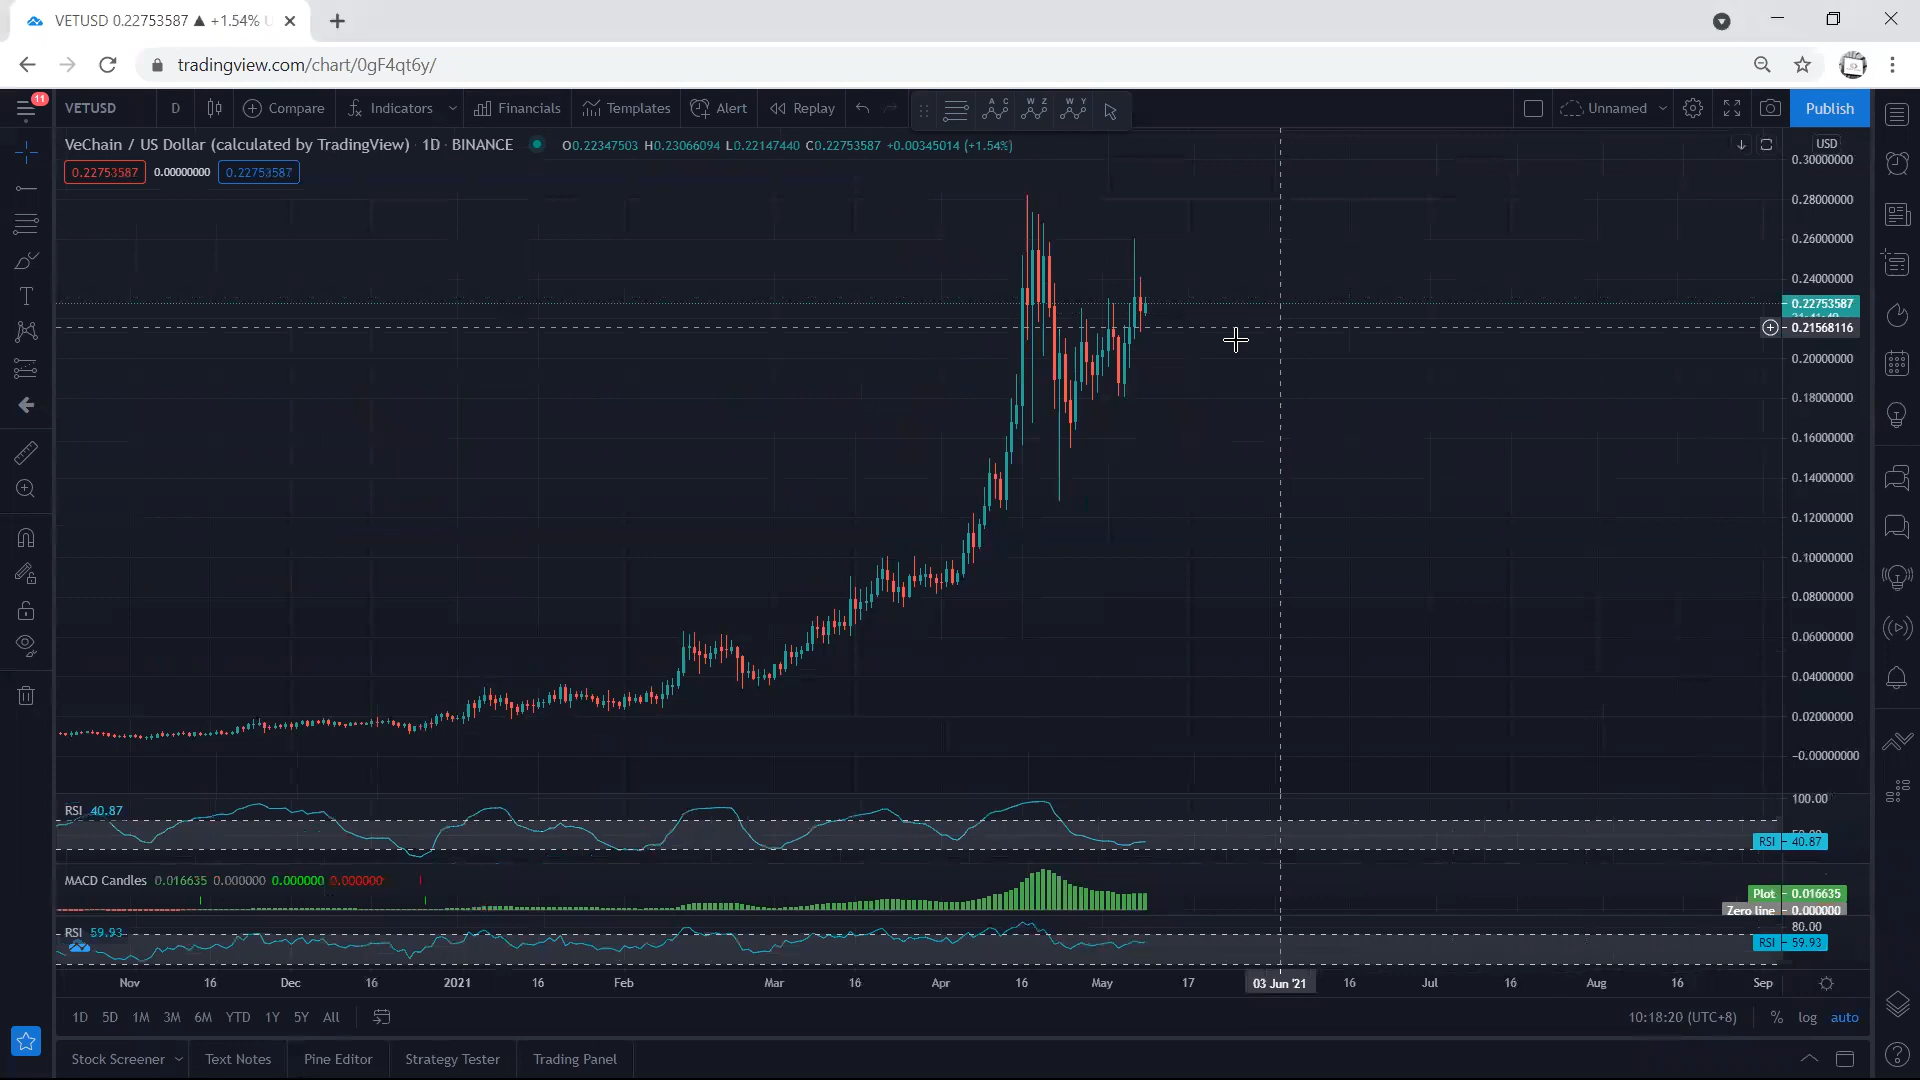 VETUSD 0.22753587 ▲ +1.54% U
tradingview.com/chart/0gF4qt6y/
11
VETUSD D Compare Indicators Financials Templates Alert Replay A C W Z W Y Unnamed Publish
VeChain / US Dollar (calculated by TradingView) 1D BINANCE O0.22347503 H0.23066094 L0.22147440 C0.22753587 +0.00345014 (+1.54%)
USD
0.22753587 0.00000000 0.22753587
0.30000000
0.28000000
0.26000000
0.24000000
0.22753587
0.21568116
0.20000000
0.18000000
0.16000000
0.14000000
0.12000000
0.10000000
0.08000000
0.06000000
0.04000000
0.02000000
-0.00000000
RSI 40.87
100.00
RSI 40.87
MACD Candles 0.016635 0.000000 0.000000 0.000000
Plot 0.016635
Zero line 0.000000
RSI 59.93
80.00
RSI 59.93
Nov 16 Dec 16 2021 16 Feb Mar 16 Apr 16 May 17 03 Jun '21 16 Jul 16 Aug 16 Sep
1D 5D 1M 3M 6M YTD 1Y 5Y All 10:18:20 (UTC+8) % log auto
Stock Screener Text Notes Pine Editor Strategy Tester Trading Panel